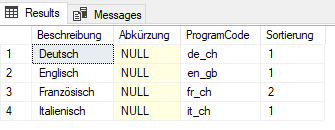 Results Messages
Beschreibung Abkürzung ProgramCode Sortierung
1 Deutsch NULL de_ch 1
2 Englisch NULL en_gb 1
3 Französisch NULL fr_ch 2
4 Italienisch NULL it_ch 1